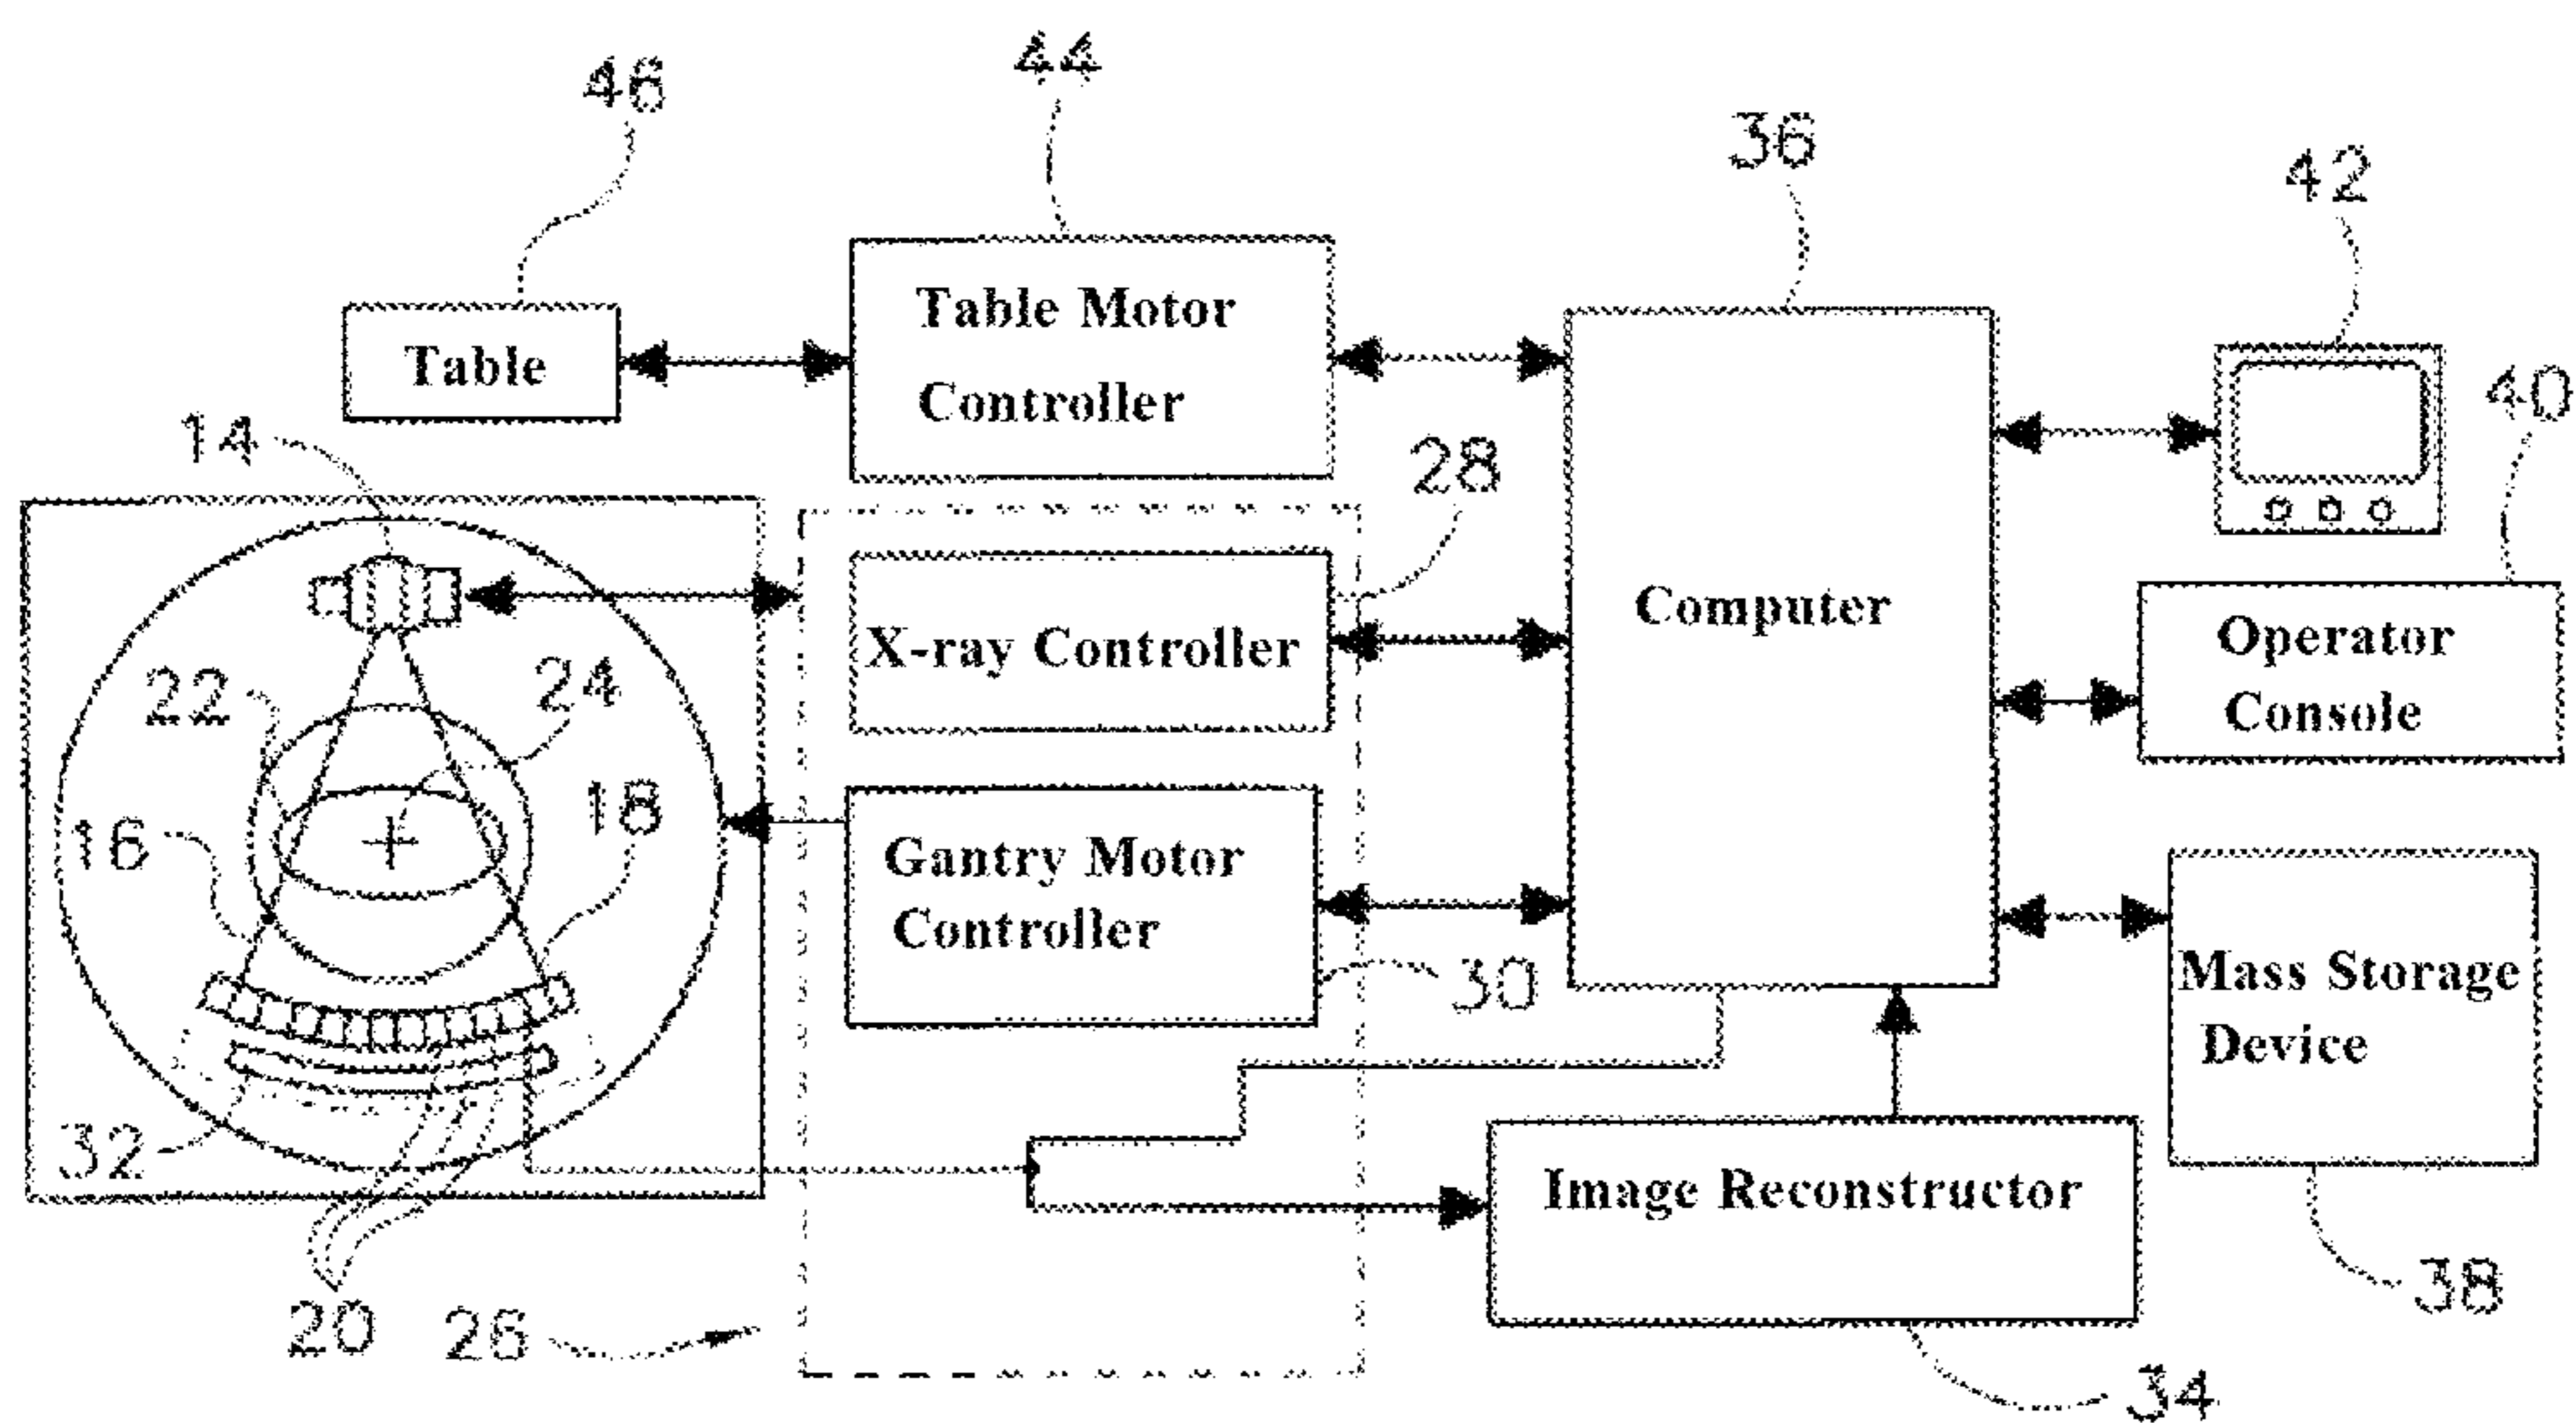 44
46
36
42
Table Motor
Controller
Table
40
14
28
Computer
X-ray Controller
Operator
Console
22
24
18
16
Gantry Motor
Controller
30
Mass Storage
Device
32
Image Reconstructor
20
26
38
34